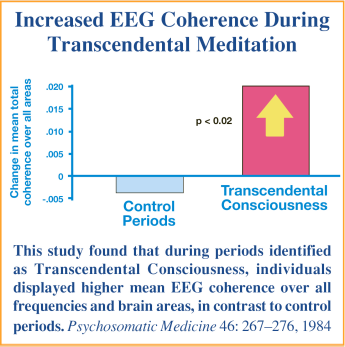 Increased EEG Coherence During
Transcendental Meditation
Change in mean total
coherence over all areas
.020
.015
.010
.005
0
-.005
p < 0.02
Control
Periods
Transcendental
Consciousness
This study found that during periods identified
as Transcendental Consciousness, individuals
displayed higher mean EEG coherence over all
frequencies and brain areas, in contrast to control
periods. Psychosomatic Medicine 46: 267–276, 1984